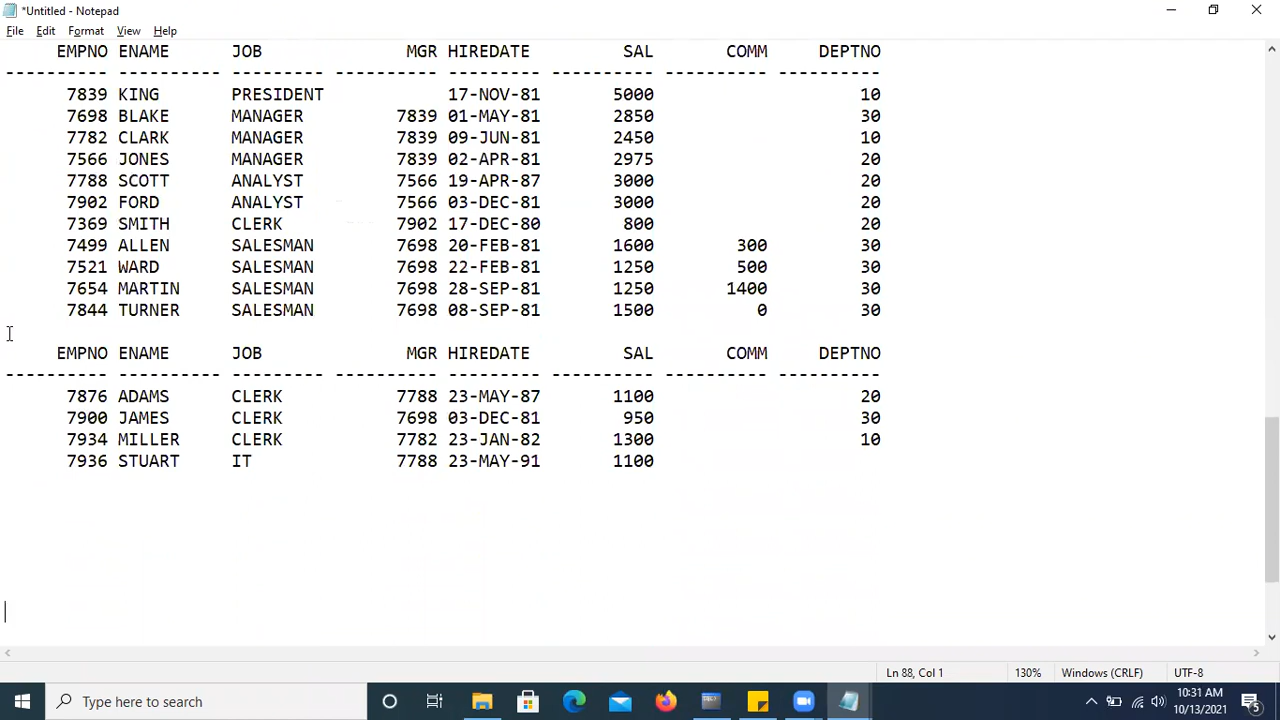 *Untitled - Notepad
File Edit Format View Help
EMPNO ENAME JOB MGR HIREDATE SAL COMM DEPTNO
---------- ---------- --------- ---------- --------- ---------- ---------- ----------
7839 KING PRESIDENT 17-NOV-81 5000 10
7698 BLAKE MANAGER 7839 01-MAY-81 2850 30
7782 CLARK MANAGER 7839 09-JUN-81 2450 10
7566 JONES MANAGER 7839 02-APR-81 2975 20
7788 SCOTT ANALYST 7566 19-APR-87 3000 20
7902 FORD ANALYST 7566 03-DEC-81 3000 20
7369 SMITH CLERK 7902 17-DEC-80 800 20
7499 ALLEN SALESMAN 7698 20-FEB-81 1600 300 30
7521 WARD SALESMAN 7698 22-FEB-81 1250 500 30
7654 MARTIN SALESMAN 7698 28-SEP-81 1250 1400 30
7844 TURNER SALESMAN 7698 08-SEP-81 1500 0 30
EMPNO ENAME JOB MGR HIREDATE SAL COMM DEPTNO
---------- ---------- --------- ---------- --------- ---------- ---------- ----------
7876 ADAMS CLERK 7788 23-MAY-87 1100 20
7900 JAMES CLERK 7698 03-DEC-81 950 30
7934 MILLER CLERK 7782 23-JAN-82 1300 10
7936 STUART IT 7788 23-MAY-91 1100
Ln 88, Col 1 130% Windows (CRLF) UTF-8
Type here to search
10:31 AM
10/13/2021
5